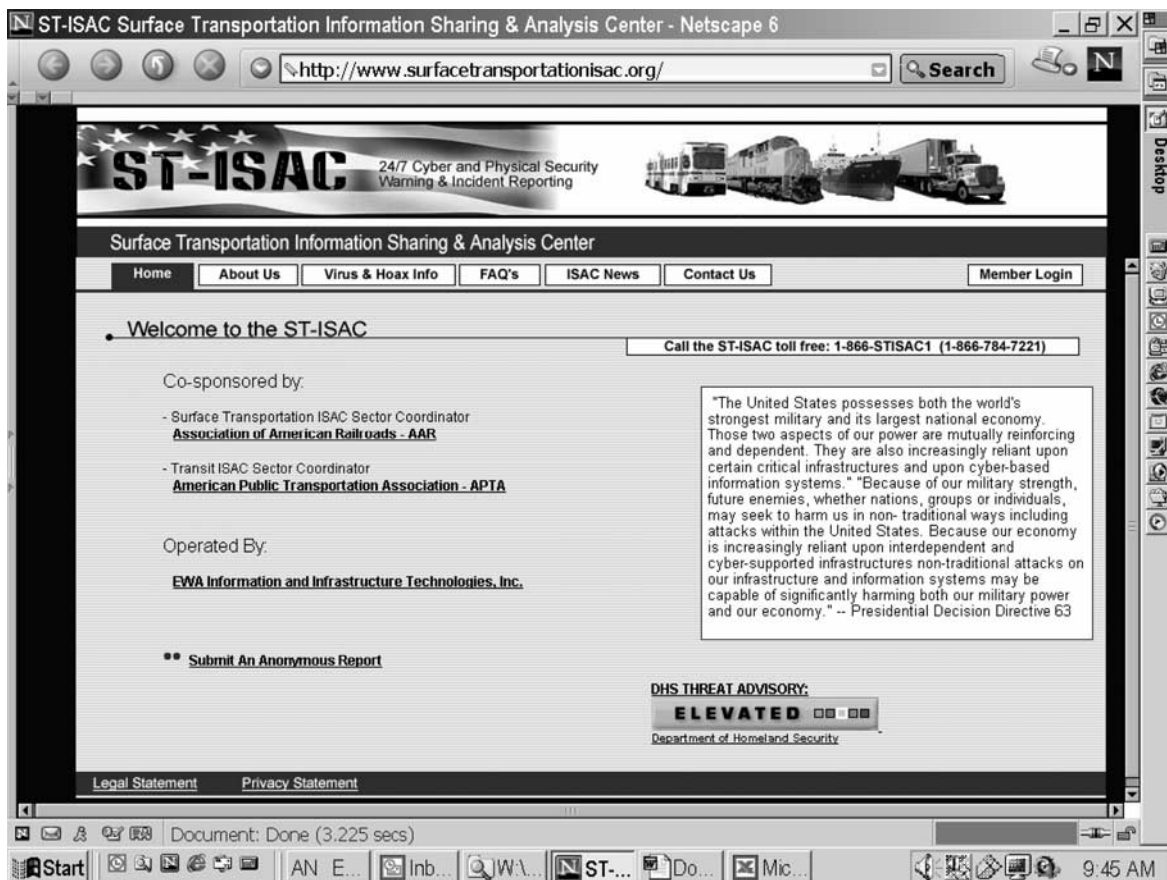 ST-ISAC Surface Transportation Information Sharing & Analysis Center - Netscape 6
http://www.surfacetransportationisac.org/
Search
N
Desktop
ST-ISAC
24/7 Cyber and Physical Security
Warning & Incident Reporting
Surface Transportation Information Sharing & Analysis Center
Home About Us Virus & Hoax Info FAQ's ISAC News Contact Us Member Login
Welcome to the ST-ISAC
Call the ST-ISAC toll free: 1-866-STISAC1 (1-866-784-7221)
Co-sponsored by:
- Surface Transportation ISAC Sector Coordinator
Association of American Railroads - AAR
- Transit ISAC Sector Coordinator
American Public Transportation Association - APTA
Operated By:
EWA Information and Infrastructure Technologies, Inc.
Submit An Anonymous Report
"The United States possesses both the world's
strongest military and its largest national economy.
Those two aspects of our power are mutually reinforcing
and dependent. They are also increasingly reliant upon
certain critical infrastructures and upon cyber-based
information systems." "Because of our military strength,
future enemies, whether nations, groups or individuals,
may seek to harm us in non- traditional ways including
attacks within the United States. Because our economy
is increasingly reliant upon interdependent and
cyber-supported infrastructures non-traditional attacks on
our infrastructure and information systems may be
capable of significantly harming both our military power
and our economy." -- Presidential Decision Directive 63
DHS THREAT ADVISORY:
ELEVATED
Department of Homeland Security
Legal Statement Privacy Statement
Document: Done (3.225 secs)
Start AN E... Inb... W:\... ST-... Do... Mic... 9:45 AM